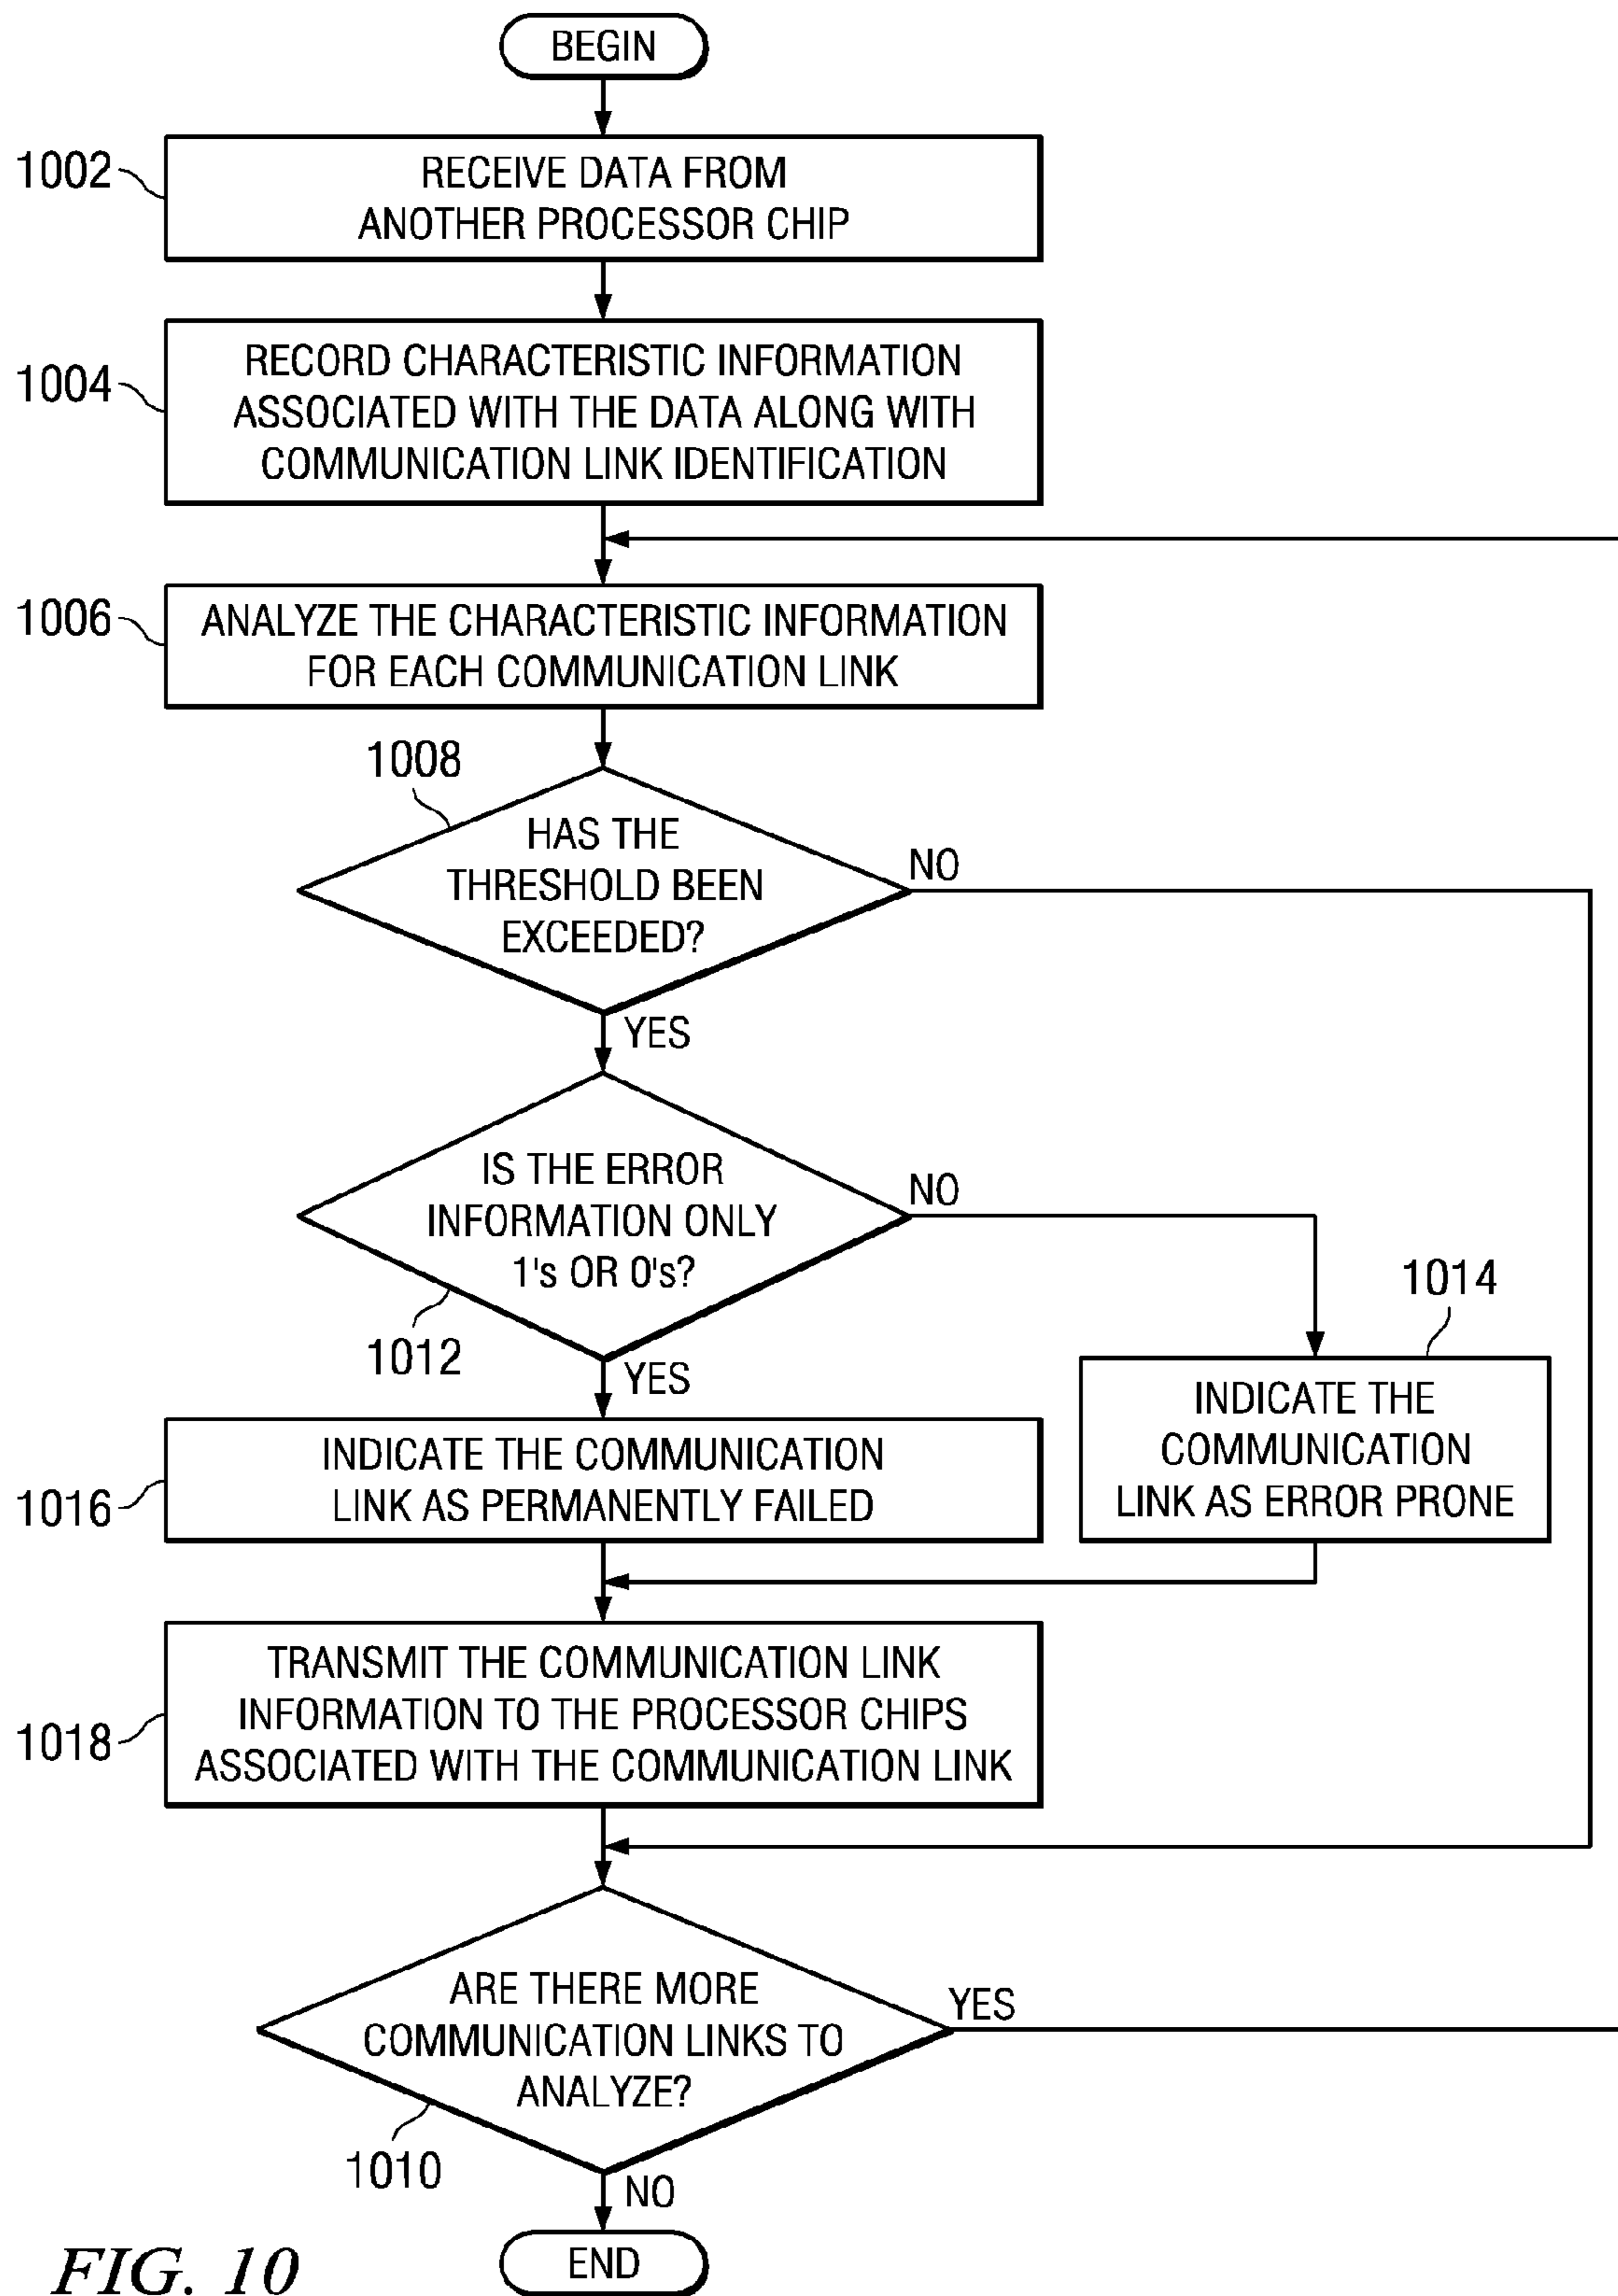 BEGIN
1002
RECEIVE DATA FROM
ANOTHER PROCESSOR CHIP
1004
RECORD CHARACTERISTIC INFORMATION
ASSOCIATED WITH THE DATA ALONG WITH
COMMUNICATION LINK IDENTIFICATION
1006
ANALYZE THE CHARACTERISTIC INFORMATION
FOR EACH COMMUNICATION LINK
1008
HAS THE
THRESHOLD BEEN
EXCEEDED?
NO
YES
IS THE ERROR
INFORMATION ONLY
1's OR 0's?
NO
1012
YES
1014
INDICATE THE
COMMUNICATION
LINK AS ERROR PRONE
1016
INDICATE THE COMMUNICATION
LINK AS PERMANENTLY FAILED
1018
TRANSMIT THE COMMUNICATION LINK
INFORMATION TO THE PROCESSOR CHIPS
ASSOCIATED WITH THE COMMUNICATION LINK
ARE THERE MORE
COMMUNICATION LINKS TO
ANALYZE?
YES
1010
NO
END
FIG. 10